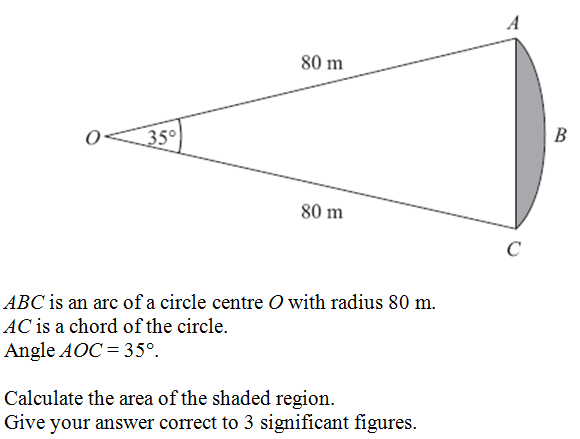 A
80 m
O
35°
B
80 m
C
ABC is an arc of a circle centre O with radius 80 m.
AC is a chord of the circle.
Angle AOC = 35°.
Calculate the area of the shaded region.
Give your answer correct to 3 significant figures.